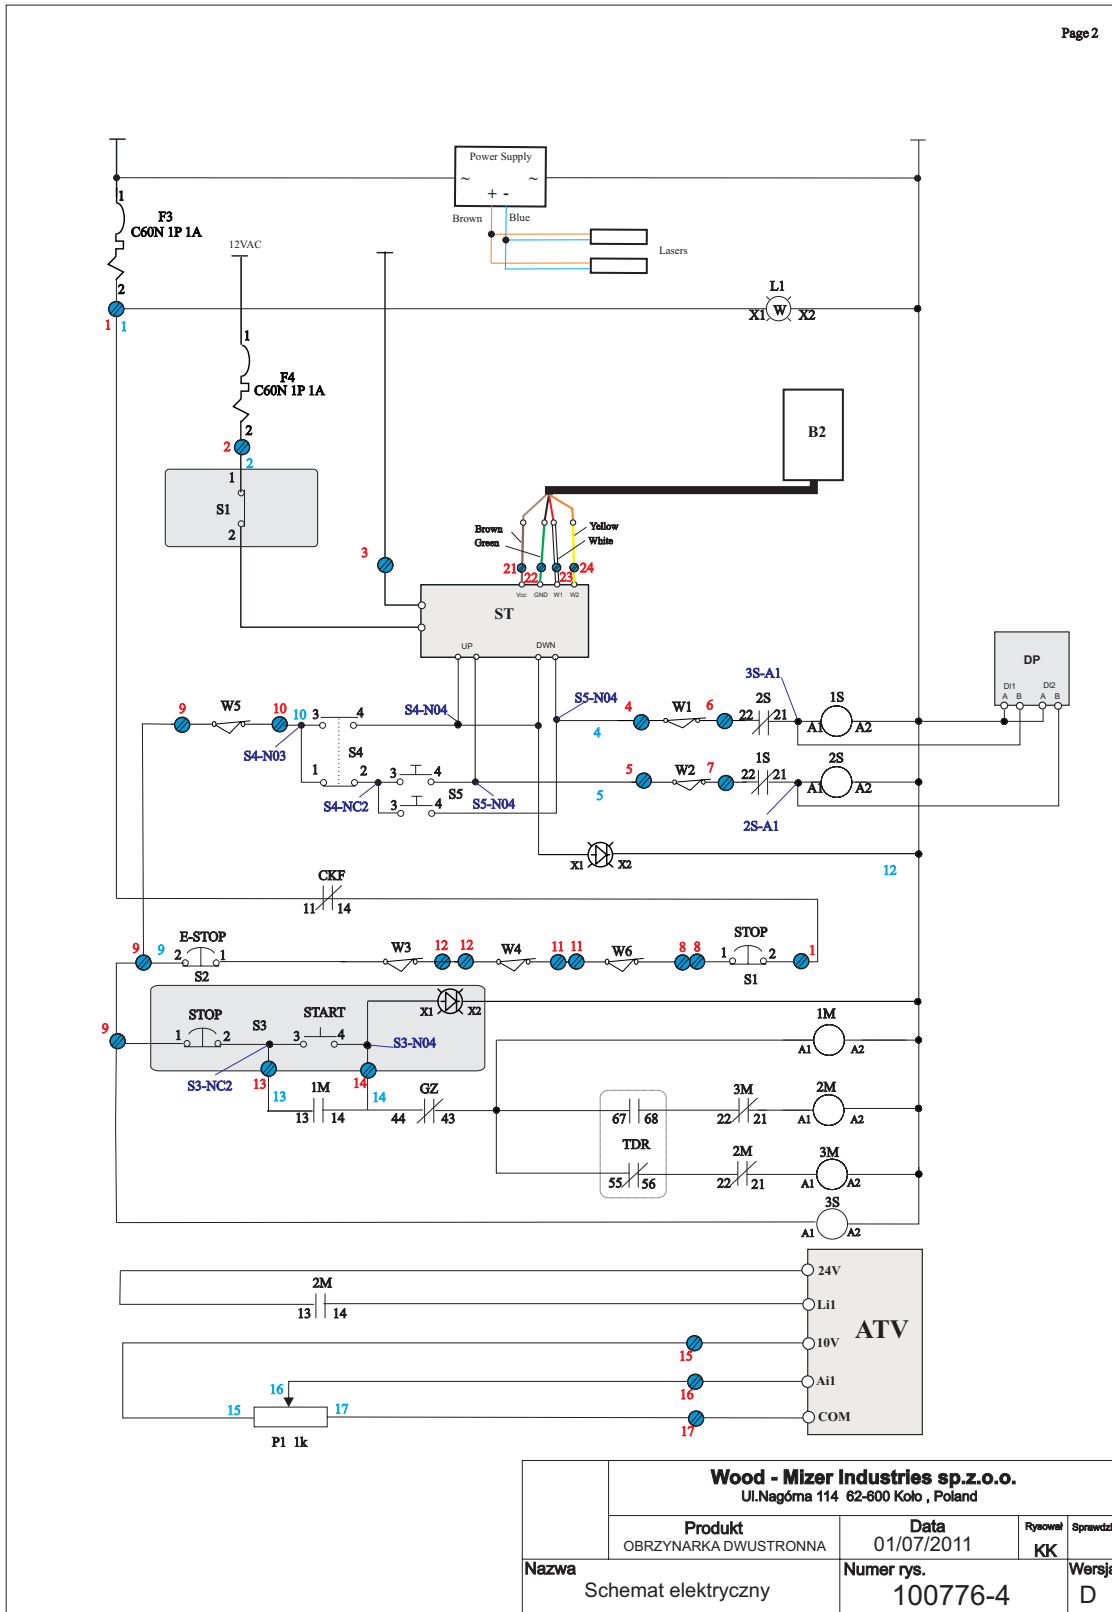 Page 2
Power Supply
~ ~
+ -
Brown Blue
Lasers
1
F3
C60N 1P 1A
2
1 1
12VAC
L1
X1 W X2
1
F4
C60N 1P 1A
2
2
2
1
S1
2
B2
Brown Yellow
Green White
3
21 22 23 24
Vcc GND W1 W2
ST
UP DWN
DP
DI1 DI2
A B A B
3S-A1
9 W5 10 10 3 4 S4-N04 S5-N04 4 W1 6 2S 1S
4 22 21 A1 A2
S4-N03 S4
1 2 3 4 5 W2 7 1S 2S
S5 S5-N04 5 22 21 A1 A2
S4-NC2 3 4
2S-A1
X1 X2
12
CKF
11 14
E-STOP STOP
9 9 2 1 W3 12 12 W4 11 11 W6 8 8 1 2 1
S2 S1
X1 X2
STOP S3 START
9 1 2 3 4 S3-N04
S3-NC2 13 14
13 1M 14 GZ
13 14 44 43
1M
A1 A2
67 68 3M 2M
22 21 A1 A2
TDR
55 56 2M 3M
22 21 A1 A2
3S
A1 A2
24V
2M
13 14 Li1
ATV
10V
15
16 Ai1
16
15 17 COM
17
P1 1k
Wood - Mizer Industries sp.z.o.o.
Ul.Nagórna 114 62-600 Koło , Poland
Produkt Data Rysował Sprawdził
OBRZYNARKA DWUSTRONNA 01/07/2011 KK
Nazwa Numer rys. Wersja
Schemat elektryczny 100776-4 D